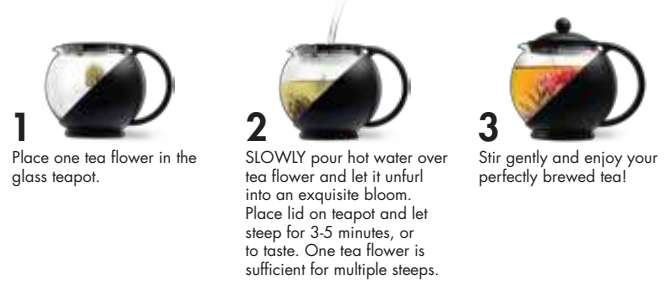 1
Place one tea flower in the
glass teapot.
2
SLOWLY pour hot water over
tea flower and let it unfurl
into an exquisite bloom.
Place lid on teapot and let
steep for 3-5 minutes, or
to taste. One tea flower is
sufficient for multiple steeps.
3
Stir gently and enjoy your
perfectly brewed tea!